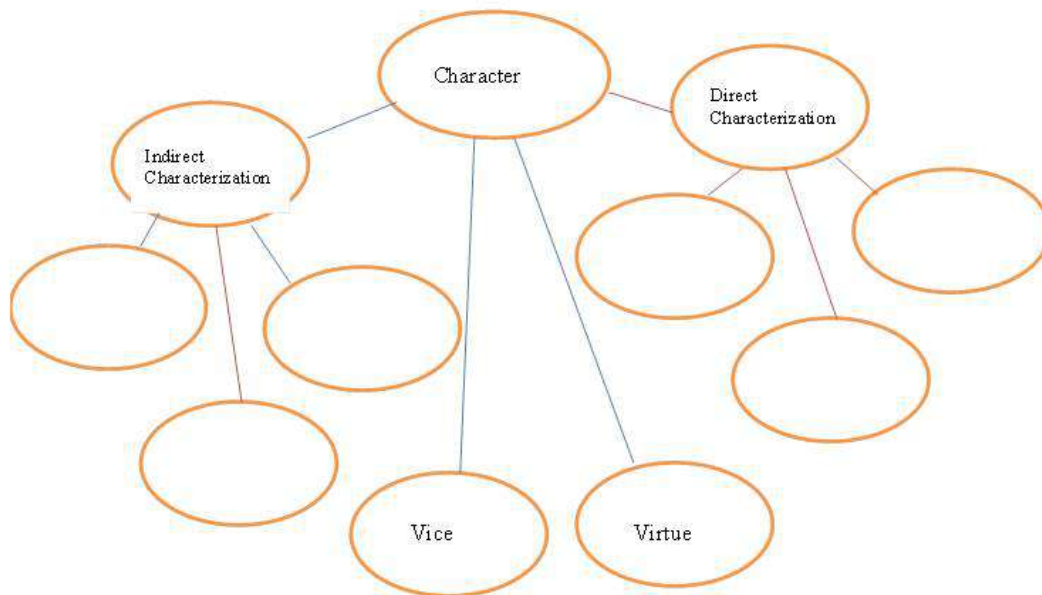 Character
Direct
Characterization
Indirect
Characterization
Vice
Virtue